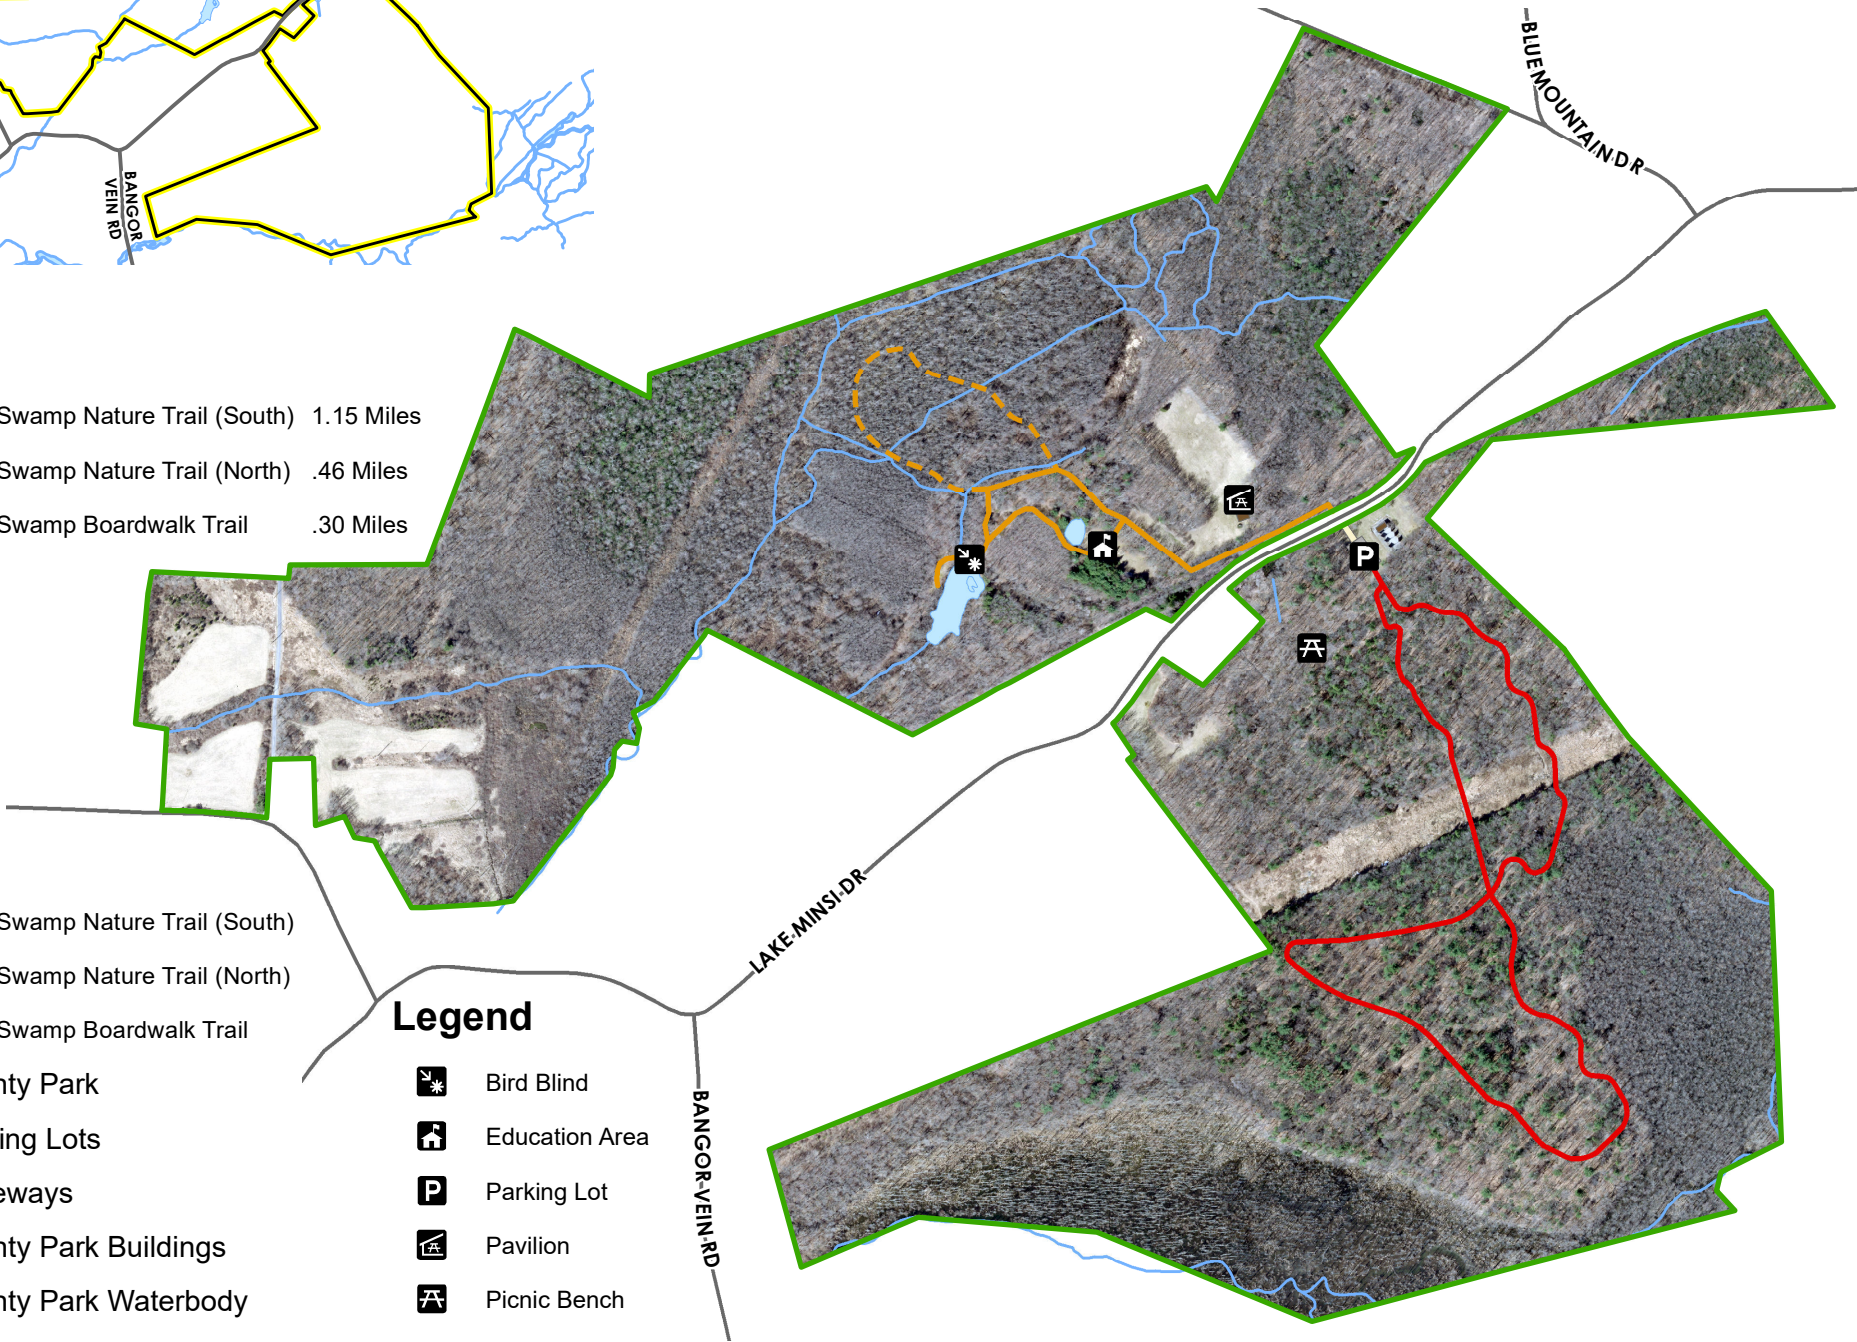 BANGOR
VEIN RD
BLUE MOUNTAIN DR
Swamp Nature Trail (South) 1.15 Miles
Swamp Nature Trail (North) .46 Miles
Swamp Boardwalk Trail .30 Miles
P
LAKE MINSI DR
Swamp Nature Trail (South)
Swamp Nature Trail (North)
Swamp Boardwalk Trail
nty Park
ing Lots
eways
nty Park Buildings
nty Park Waterbody
Legend
Bird Blind
Education Area
P Parking Lot
Pavilion
Picnic Bench
BANGOR VEIN RD